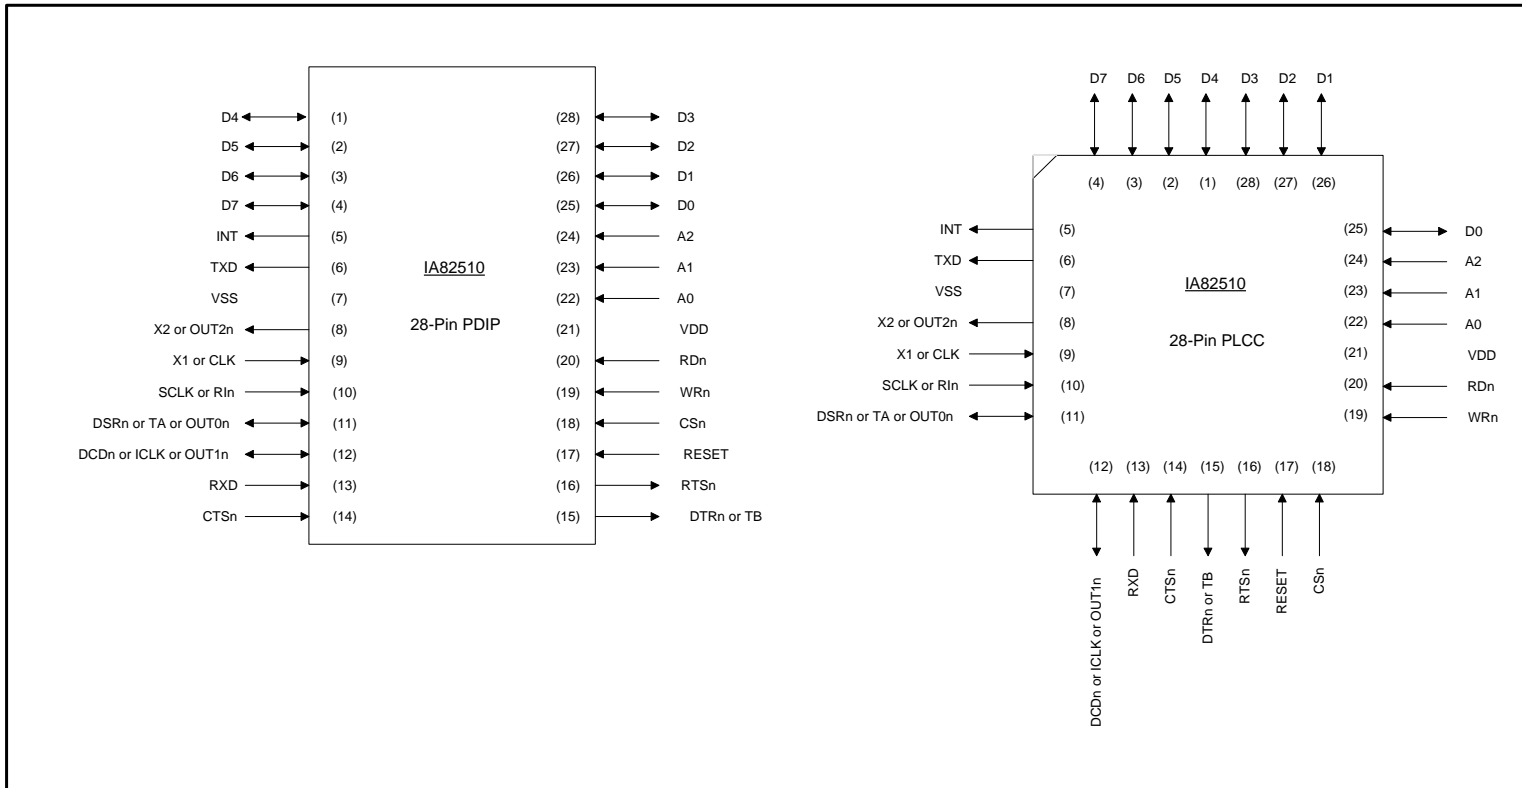 D4 (1) (28) D3
D5 (2) (27) D2
D6 (3) (26) D1
D7 (4) (25) D0
INT (5) (24) A2
TXD (6) IA82510 (23) A1
VSS (7) (22) A0
X2 or OUT2n (8) 28-Pin PDIP (21) VDD
X1 or CLK (9) (20) RDn
SCLK or RIn (10) (19) WRn
DSRn or TA or OUT0n (11) (18) CSn
DCDn or ICLK or OUT1n (12) (17) RESET
RXD (13) (16) RTSn
CTSn (14) (15) DTRn or TB
D7 D6 D5 D4 D3 D2 D1
(4) (3) (2) (1) (28) (27) (26)
INT (5) (25) D0
TXD (6) (24) A2
VSS (7) IA82510 (23) A1
X2 or OUT2n (8) (22) A0
X1 or CLK (9) 28-Pin PLCC (21) VDD
SCLK or RIn (10) (20) RDn
DSRn or TA or OUT0n (11) (19) WRn
(12) (13) (14) (15) (16) (17) (18)
DCDn or ICLK or OUT1n
RXD
CTSn
DTRn or TB
RTSn
RESET
CSn